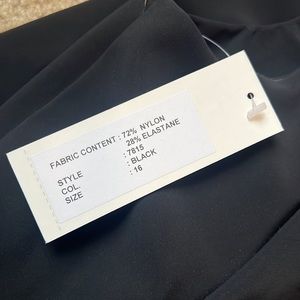 FABRIC CONTENT : 72% NYLON
28% ELASTANE
STYLE : 7815
COL. : BLACK
SIZE : 16